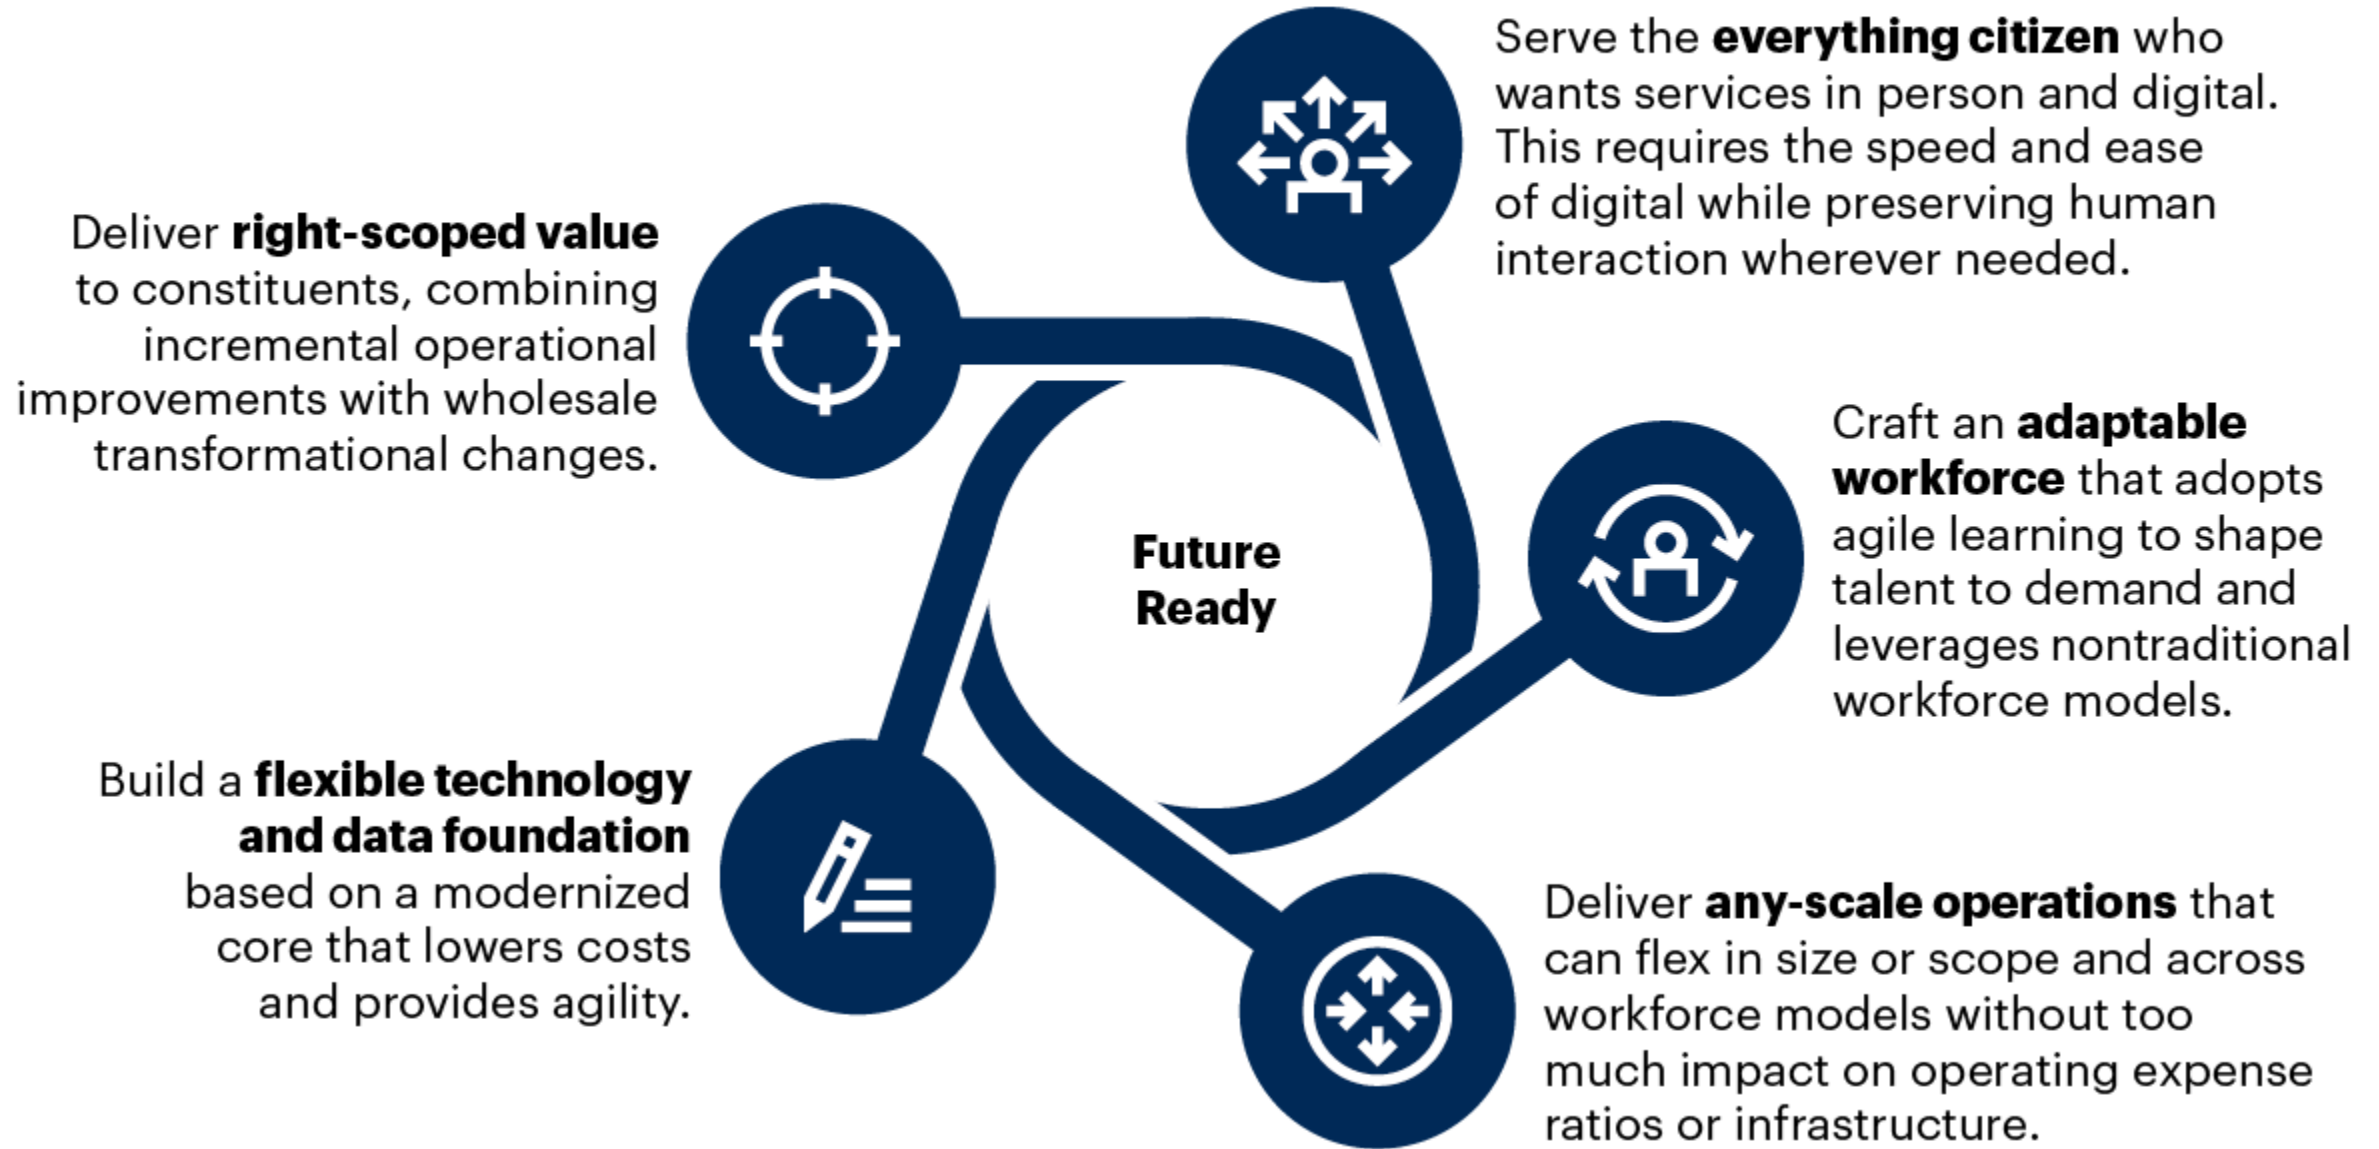 Serve the everything citizen who
wants services in person and digital.
This requires the speed and ease
of digital while preserving human
interaction wherever needed.
Deliver right-scoped value
to constituents, combining
incremental operational
improvements with wholesale
transformational changes.
Future
Ready
Craft an adaptable
workforce that adopts
agile learning to shape
talent to demand and
leverages nontraditional
workforce models.
Build a flexible technology
and data foundation
based on a modernized
core that lowers costs
and provides agility.
Deliver any-scale operations that
can flex in size or scope and across
workforce models without too
much impact on operating expense
ratios or infrastructure.